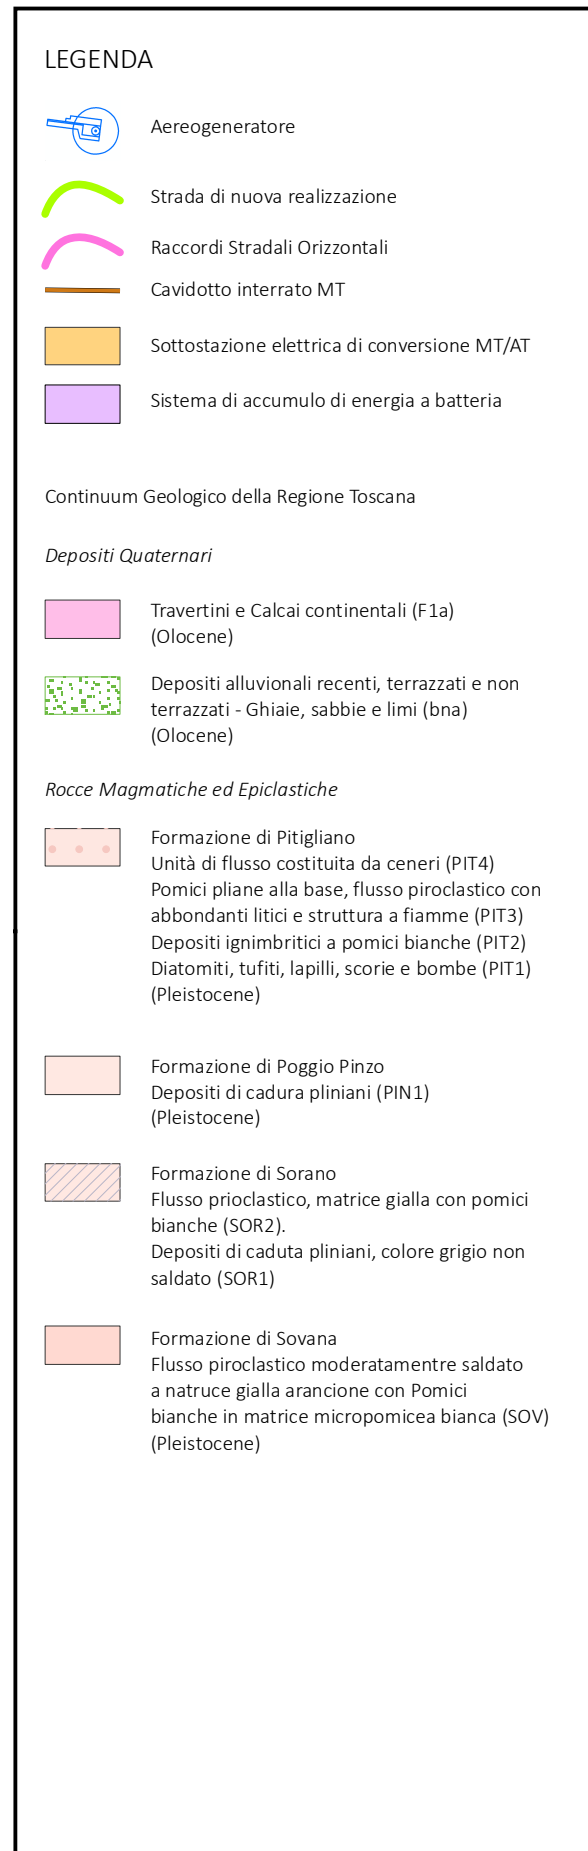 LEGENDA
Aereogeneratore
Strada di nuova realizzazione
Raccordi Stradali Orizzontali
Cavidotto interrato MT
Sottostazione elettrica di conversione MT/AT
Sistema di accumulo di energia a batteria
Continuum Geologico della Regione Toscana
Depositi Quaternari
Travertini e Calcai continentali (F1a)
(Olocene)
Depositi alluvionali recenti, terrazzati e non
terrazzati - Ghiaie, sabbie e limi (bna)
(Olocene)
Rocce Magmatiche ed Epiclastiche
Formazione di Pitigliano
Unità di flusso costituita da ceneri (PIT4)
Pomici pliane alla base, flusso piroclastico con
abbondanti litici e struttura a fiamme (PIT3)
Depositi ignimbritici a pomici bianche (PIT2)
Diatomiti, tufiti, lapilli, scorie e bombe (PIT1)
(Pleistocene)
Formazione di Poggio Pinzo
Depositi di cadura pliniani (PIN1)
(Pleistocene)
Formazione di Sorano
Flusso prioclastico, matrice gialla con pomici
bianche (SOR2).
Depositi di caduta pliniani, colore grigio non
saldato (SOR1)
Formazione di Sovana
Flusso piroclastico moderatamentre saldato
a natruce gialla arancione con Pomici
bianche in matrice micropomicea bianca (SOV)
(Pleistocene)